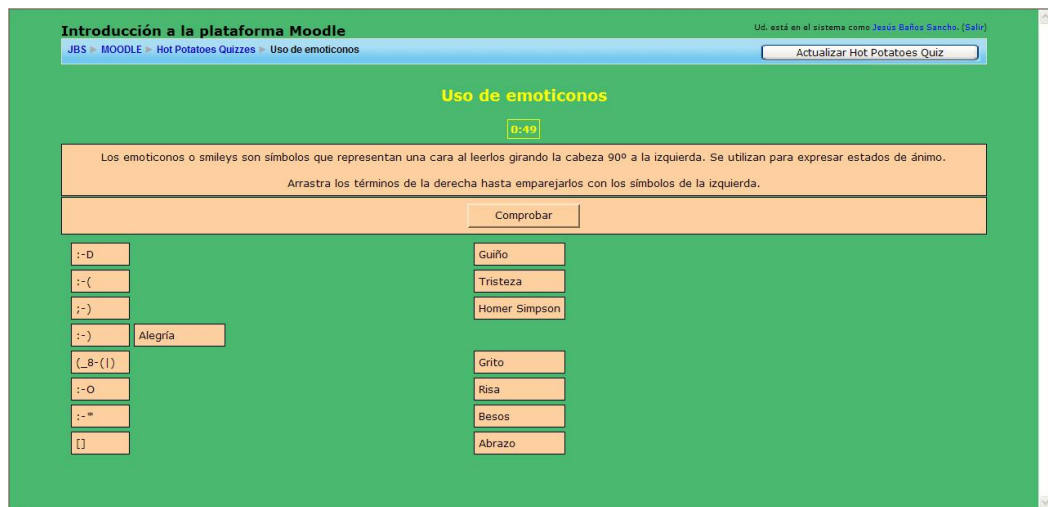 Introducción a la plataforma Moodle
Ud. está en el sistema como Jesús Baños Sancho. (Salir)
JBS ► MOODLE ► Hot Potatoes Quizzes ► Uso de emoticonos
Actualizar Hot Potatoes Quiz
Uso de emoticonos
0:49
Los emoticonos o smileys son símbolos que representan una cara al leerlos girando la cabeza 90º a la izquierda. Se utilizan para expresar estados de ánimo.
Arrastra los términos de la derecha hasta emparejarlos con los símbolos de la izquierda.
Comprobar
:-D Guiño
:-( Tristeza
;-) Homer Simpson
:-) Alegría
(_8-(|) Grito
:-O Risa
:-* Besos
[] Abrazo